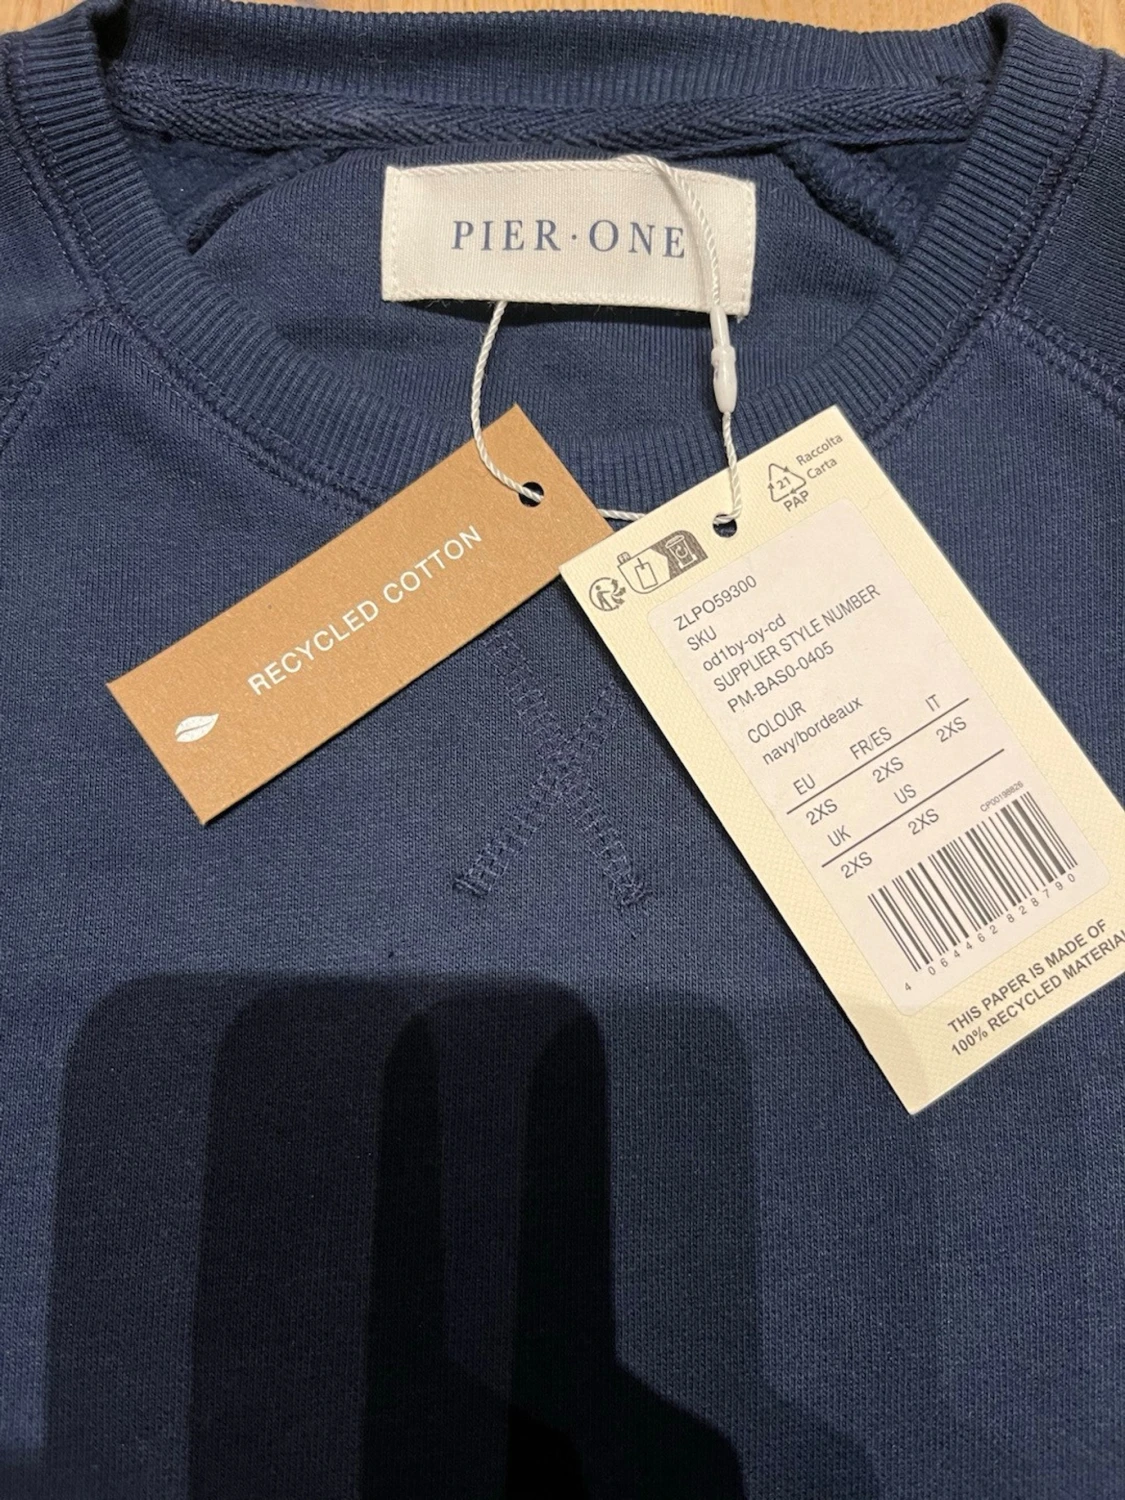 PIER·ONE
RECYCLED COTTON
Raccolta
Carta
21
PAP
ZLPO59300
SKU
od1by-oy-cd
SUPPLIER STYLE NUMBER
PM-BAS0-0405
COLOUR
navy/bordeaux
EU FR/ES IT
2XS 2XS 2XS
UK US
2XS 2XS
CP00198826
4 064462 828790
THIS PAPER IS MADE OF
100% RECYCLED MATERIAL